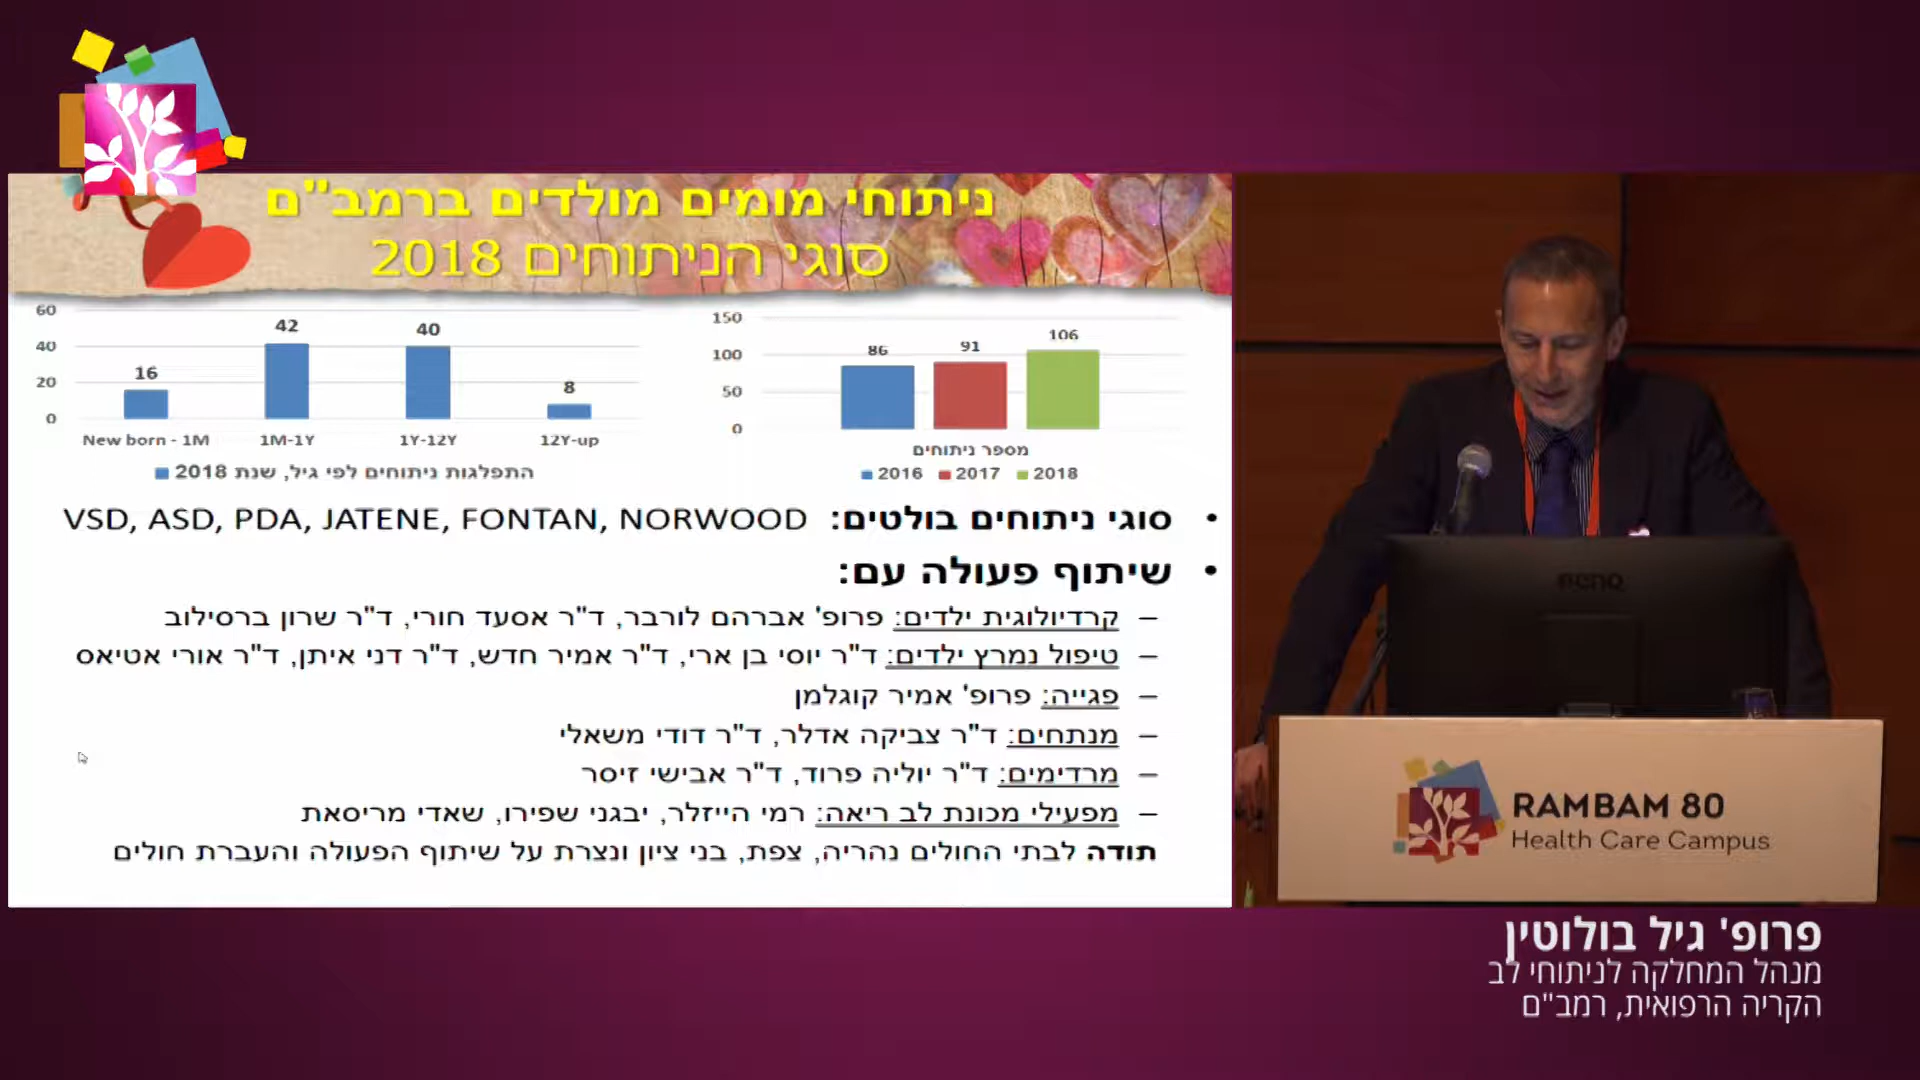 ניתוחי מומים מולדים ברמב"ם
סוגי הניתוחים 2018
60
40
20
0
16
42
40
8
New born - 1M
1M-1Y
1Y-12Y
12Y-up
התפלגות ניתוחים לפי גיל, שנת 2018
150
100
50
0
86
91
106
מספר ניתוחים
2016
2017
2018
• סוגי ניתוחים בולטים: VSD, ASD, PDA, JATENE, FONTAN, NORWOOD
• שיתוף פעולה עם:
– קרדיולוגית ילדים: פרופ' אברהם לורבר, ד"ר אסעד חורי, ד"ר שרון ברסילוב
– טיפול נמרץ ילדים: ד"ר יוסי בן ארי, ד"ר אמיר חדש, ד"ר דני איתן, ד"ר אורי אטיאס
– פגייה: פרופ' אמיר קוגלמן
– מנתחים: ד"ר צביקה אדלר, ד"ר דודי משאלי
– מרדימים: ד"ר יוליה פרוד, ד"ר אבישי זיסר
– מפעילי מכונת לב ריאה: רמי הייזלר, יבגני שפירו, שאדי מריסאת
תודה לבתי החולים נהריה, צפת, בני ציון ונצרת על שיתוף הפעולה והעברת חולים
BENQ
RAMBAM 80
Health Care Campus
פרופ' גיל בולוטין
מנהל המחלקה לניתוחי לב
הקריה הרפואית, רמב"ם